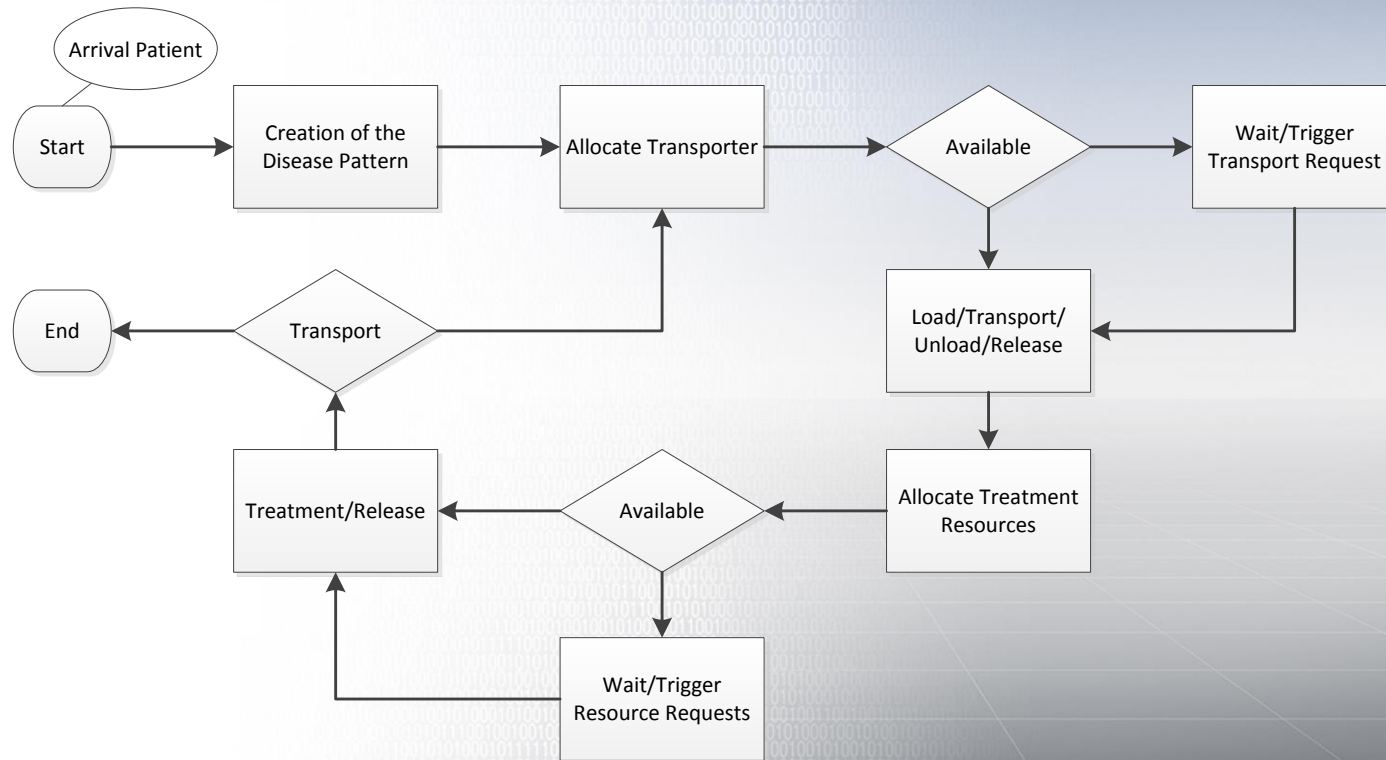 Arrival Patient
Start
Creation of the
Disease Pattern
Allocate Transporter
Available
Wait/Trigger
Transport Request
End
Transport
Load/Transport/
Unload/Release
Treatment/Release
Available
Allocate Treatment
Resources
Wait/Trigger
Resource Requests